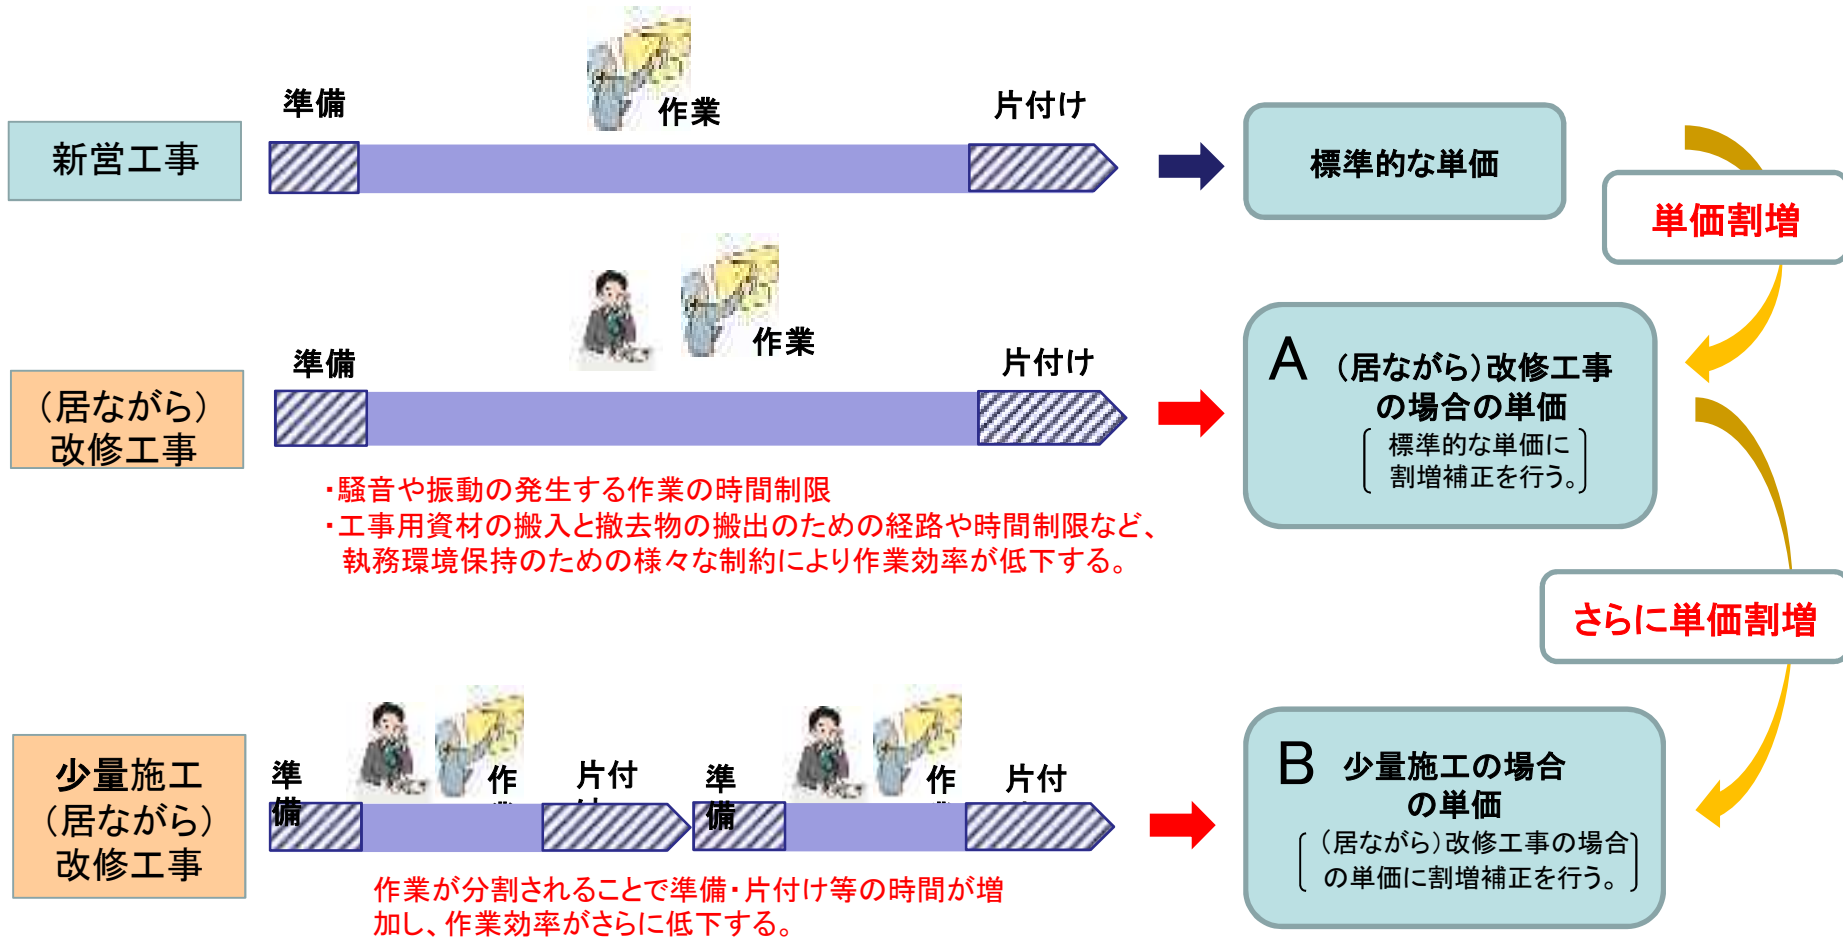 準備
作業
片付け
新営工事
標準的な単価
単価割増
準備
作業
片付け
（居ながら）
改修工事
A （居ながら）改修工事
の場合の単価
標準的な単価に
割増補正を行う。
・騒音や振動の発生する作業の時間制限
・工事用資材の搬入と撤去物の搬出のための経路や時間制限など、
執務環境保持のための様々な制約により作業効率が低下する。
さらに単価割増
少量施工
（居ながら）
改修工事
準
備
作
業
片付
準
備
作
業
片付
B 少量施工の場合
の単価
（居ながら）改修工事の場合
の単価に割増補正を行う。
作業が分割されることで準備・片付け等の時間が増
加し、作業効率がさらに低下する。